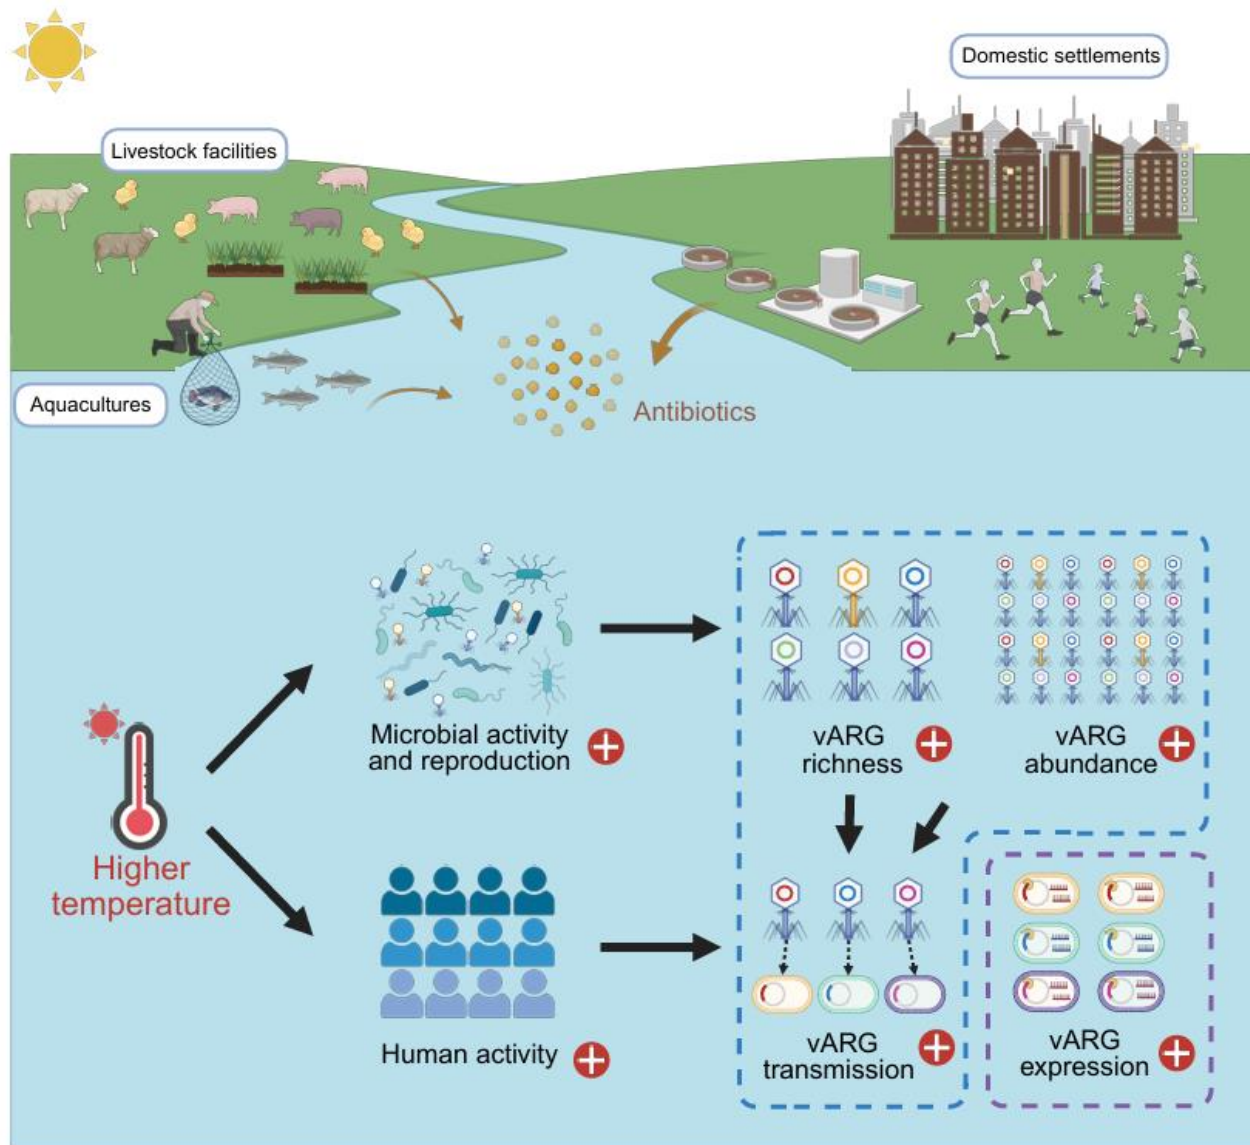 Domestic settlements
Livestock facilities
Aquacultures
Antibiotics
Microbial activity
and reproduction
vARG
richness
vARG
abundance
Higher
temperature
Human activity
vARG
transmission
vARG
expression